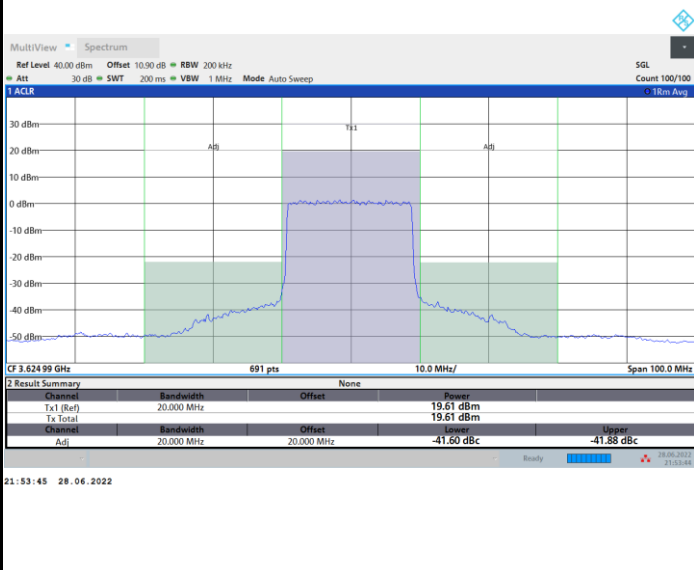 MultiView Spectrum
Ref Level 40.00 dBm Offset 10.90 dB RBW 200 kHz SGL
Att 30 dB SWT 200 ms VBW 1 MHz Mode Auto Sweep Count 100/100
1 ACLR 1Rm Avg
30 dBm
Tx1
20 dBm
Adj Adj
10 dBm
0 dBm
-10 dBm
-20 dBm
-30 dBm
-40 dBm
-50 dBm
CF 3.624 99 GHz 691 pts 10.0 MHz/ Span 100.0 MHz
2 Result Summary None
Channel Bandwidth Offset Power
Tx1 (Ref) 20.000 MHz 19.61 dBm
Tx Total 19.61 dBm
Channel Bandwidth Offset Lower Upper
Adj 20.000 MHz 20.000 MHz -41.60 dBc -41.88 dBc
Ready 28.06.2022
21:53:44
21:53:45 28.06.2022